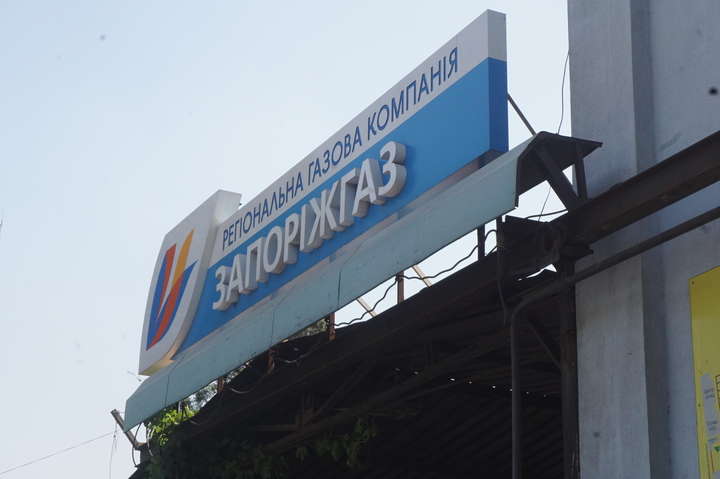 РЕГІОНАЛЬНА ГАЗОВА КОМПАНІЯ
ЗАПОРІЖГАЗ